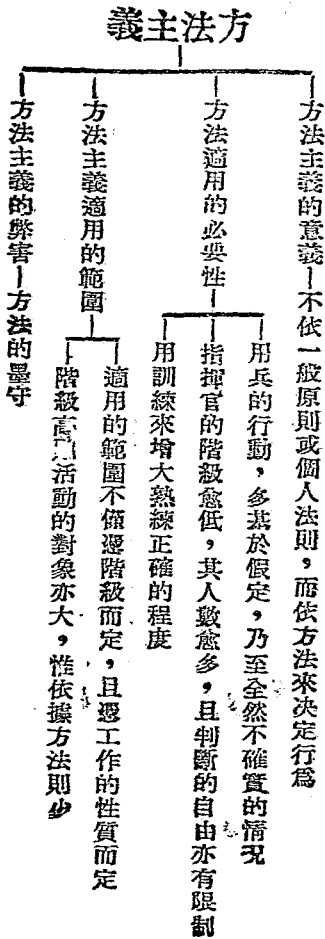 方法主義
方法主義的意義—不依一般原則或個人法則，而依方法來決定行爲
方法適用的必要性
用兵的行動，多基於假定，乃至全然不確實的情况
指揮官的階級愈低，其人數愈多，且判斷的自由亦有限制
用訓練來增大熟練正確的程度
方法主義適用的範圍
適用的範圍不僅憑階級而定，且憑工作的性質而定
階級高活動的對象亦大，性依據方法則少
方法主義的弊害—方法的墨守